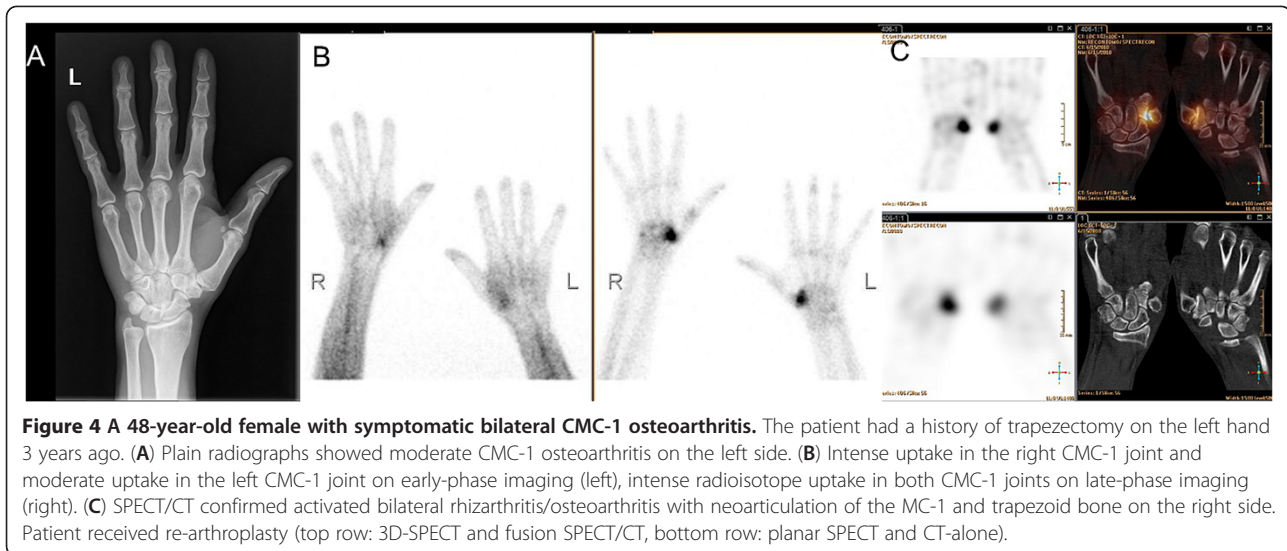 A
L
B
R
L
R
L
C
Figure 4 A 48-year-old female with symptomatic bilateral CMC-1 osteoarthritis. The patient had a history of trapezectomy on the left hand
3 years ago. (A) Plain radiographs showed moderate CMC-1 osteoarthritis on the left side. (B) Intense uptake in the right CMC-1 joint and
moderate uptake in the left CMC-1 joint on early-phase imaging (left), intense radioisotope uptake in both CMC-1 joints on late-phase imaging
(right). (C) SPECT/CT confirmed activated bilateral rhizarthritis/osteoarthritis with neoarticulation of the MC-1 and trapezoid bone on the right side.
Patient received re-arthroplasty (top row: 3D-SPECT and fusion SPECT/CT, bottom row: planar SPECT and CT-alone).